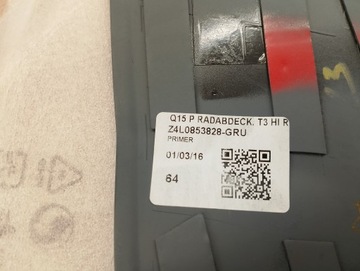 Q15 P RADABDECK. T3 HI R
Z4L0853828-GRU
PRIMER
01/03/16
64